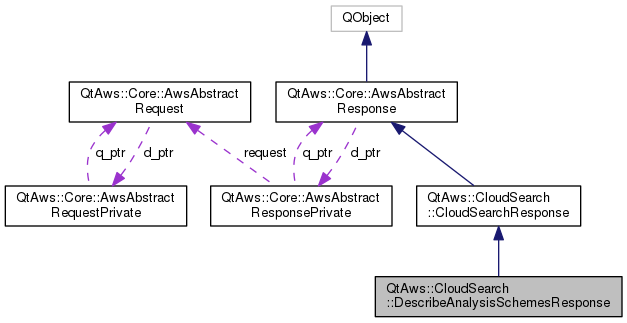 QObject
QtAws::Core::AwsAbstract
Request
QtAws::Core::AwsAbstract
Response
q_ptr
d_ptr
request
q_ptr
d_ptr
QtAws::Core::AwsAbstract
RequestPrivate
QtAws::Core::AwsAbstract
ResponsePrivate
QtAws::CloudSearch
::CloudSearchResponse
QtAws::CloudSearch
::DescribeAnalysisSchemesResponse